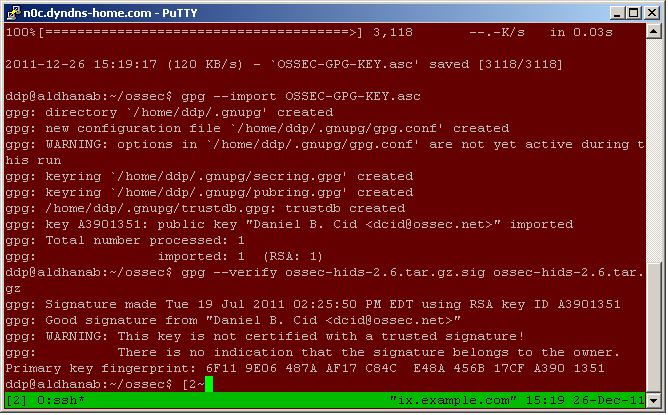 n0c.dyndns-home.com - PuTTY
100%[======================================>] 3,118       --.-K/s   in 0.03s
2011-12-26 15:19:17 (120 KB/s) - `OSSEC-GPG-KEY.asc' saved [3118/3118]
ddp@aldhanab:~/ossec$ gpg --import OSSEC-GPG-KEY.asc
gpg: directory `/home/ddp/.gnupg' created
gpg: new configuration file `/home/ddp/.gnupg/gpg.conf' created
gpg: WARNING: options in `/home/ddp/.gnupg/gpg.conf' are not yet active during t
his run
gpg: keyring `/home/ddp/.gnupg/secring.gpg' created
gpg: keyring `/home/ddp/.gnupg/pubring.gpg' created
gpg: /home/ddp/.gnupg/trustdb.gpg: trustdb created
gpg: key A3901351: public key "Daniel B. Cid <dcid@ossec.net>" imported
gpg: Total number processed: 1
gpg:               imported: 1  (RSA: 1)
ddp@aldhanab:~/ossec$ gpg --verify ossec-hids-2.6.tar.gz.sig ossec-hids-2.6.tar.
gz
gpg: Signature made Tue 19 Jul 2011 02:25:50 PM EDT using RSA key ID A3901351
gpg: Good signature from "Daniel B. Cid <dcid@ossec.net>"
gpg: WARNING: This key is not certified with a trusted signature!
gpg:          There is no indication that the signature belongs to the owner.
Primary key fingerprint: 6F11 9E06 487A AF17 C84C  E48A 456B 17CF A390 1351
ddp@aldhanab:~/ossec$ [2~
[2] 0:ssh* "ix.example.com" 15:19 26-Dec-11